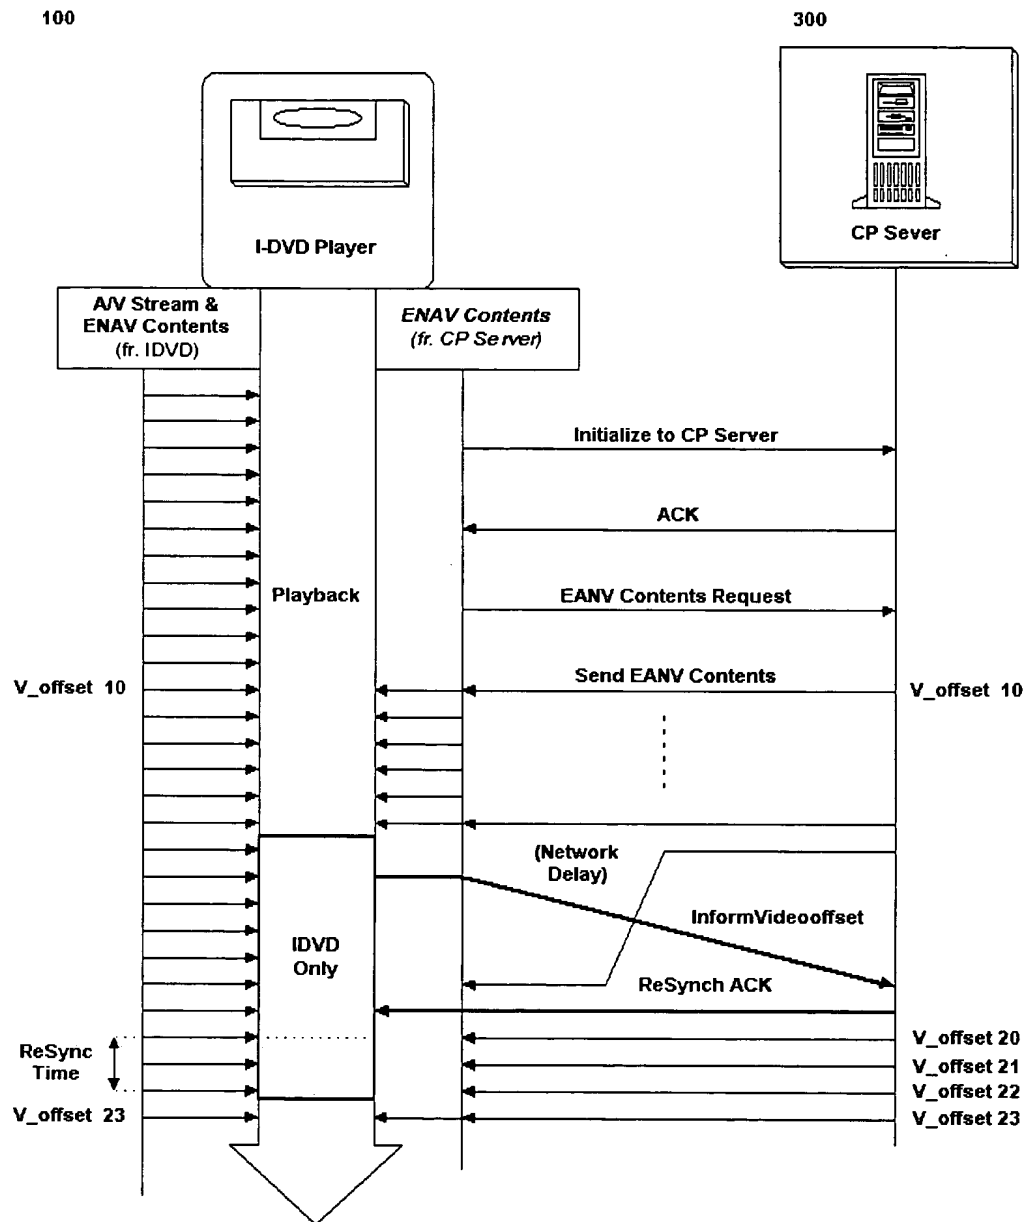 100
300
I-DVD Player
CP Sever
A/V Stream &
ENAV Contents
(fr. IDVD)
ENAV Contents
(fr. CP Server)
Initialize to CP Server
ACK
Playback
EANV Contents Request
V_offset 10
Send EANV Contents
V_offset 10
(Network
Delay)
InformVideooffset
IDVD
Only
ReSynch ACK
ReSync
Time
V_offset 20
V_offset 21
V_offset 22
V_offset 23
V_offset 23